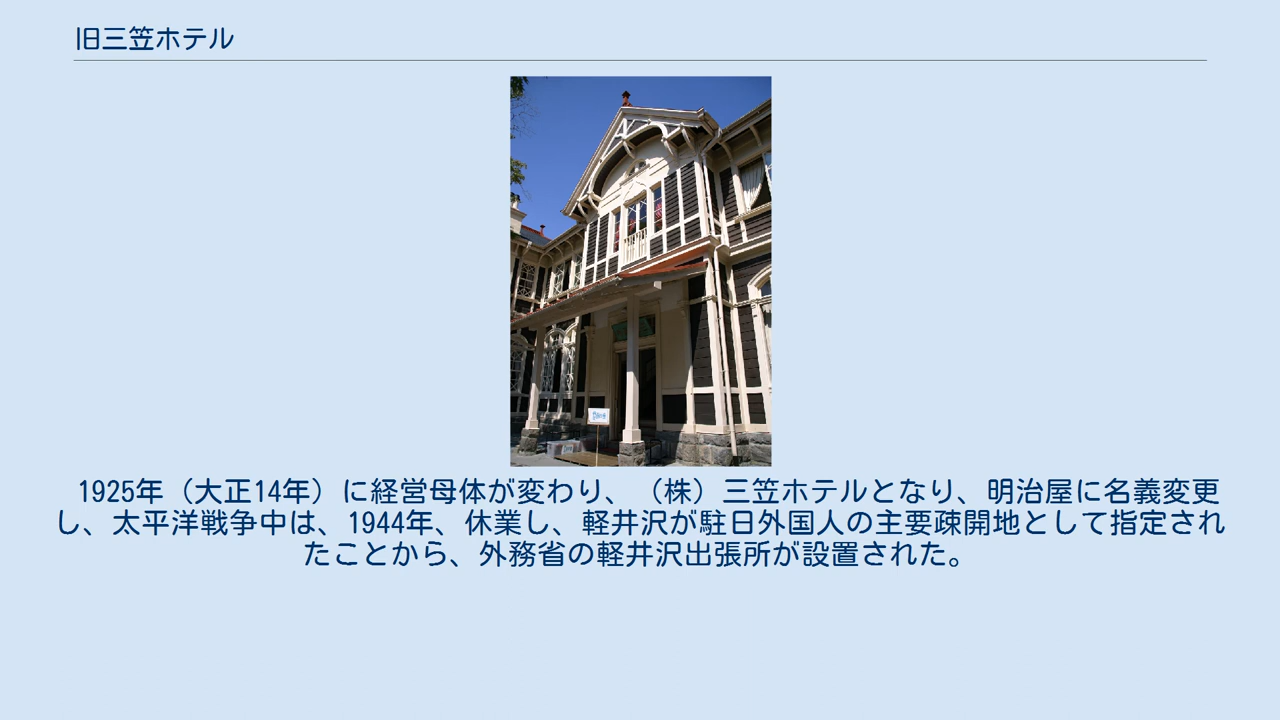 旧三笠ホテル
1925年（大正14年）に経営母体が変わり、（株）三笠ホテルとなり、明治屋に名義変更
し、太平洋戦争中は、1944年、休業し、軽井沢が駐日外国人の主要疎開地として指定され
たことから、外務省の軽井沢出張所が設置された。